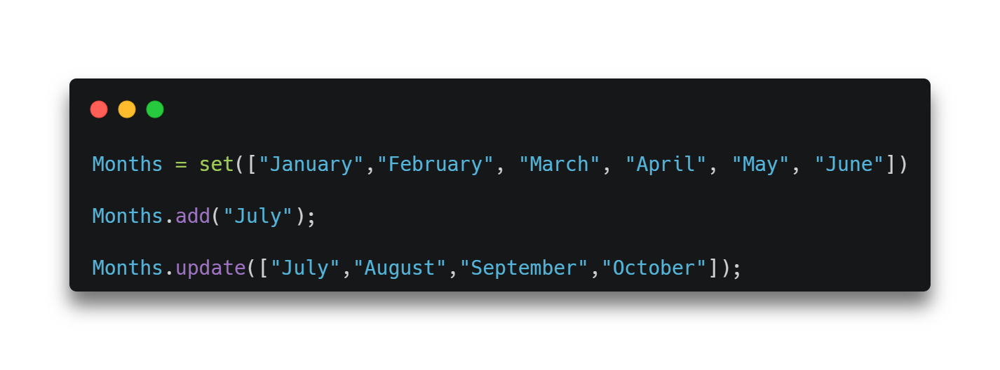 Months = set(["January","February", "March", "April", "May", "June"])
Months.add("July");
Months.update(["July","August","September","October"]);